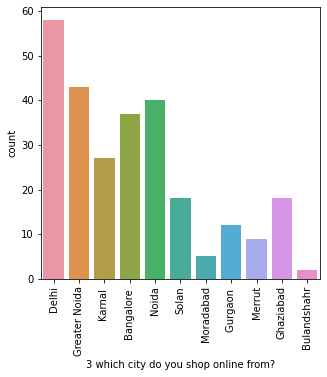 60
50
40
30
20
10
0
count
Delhi
Greater Noida
Karnal
Bangalore
Noida
Solan
Moradabad
Gurgaon
Merrut
Ghaziabad
Bulandshahr
3 which city do you shop online from?